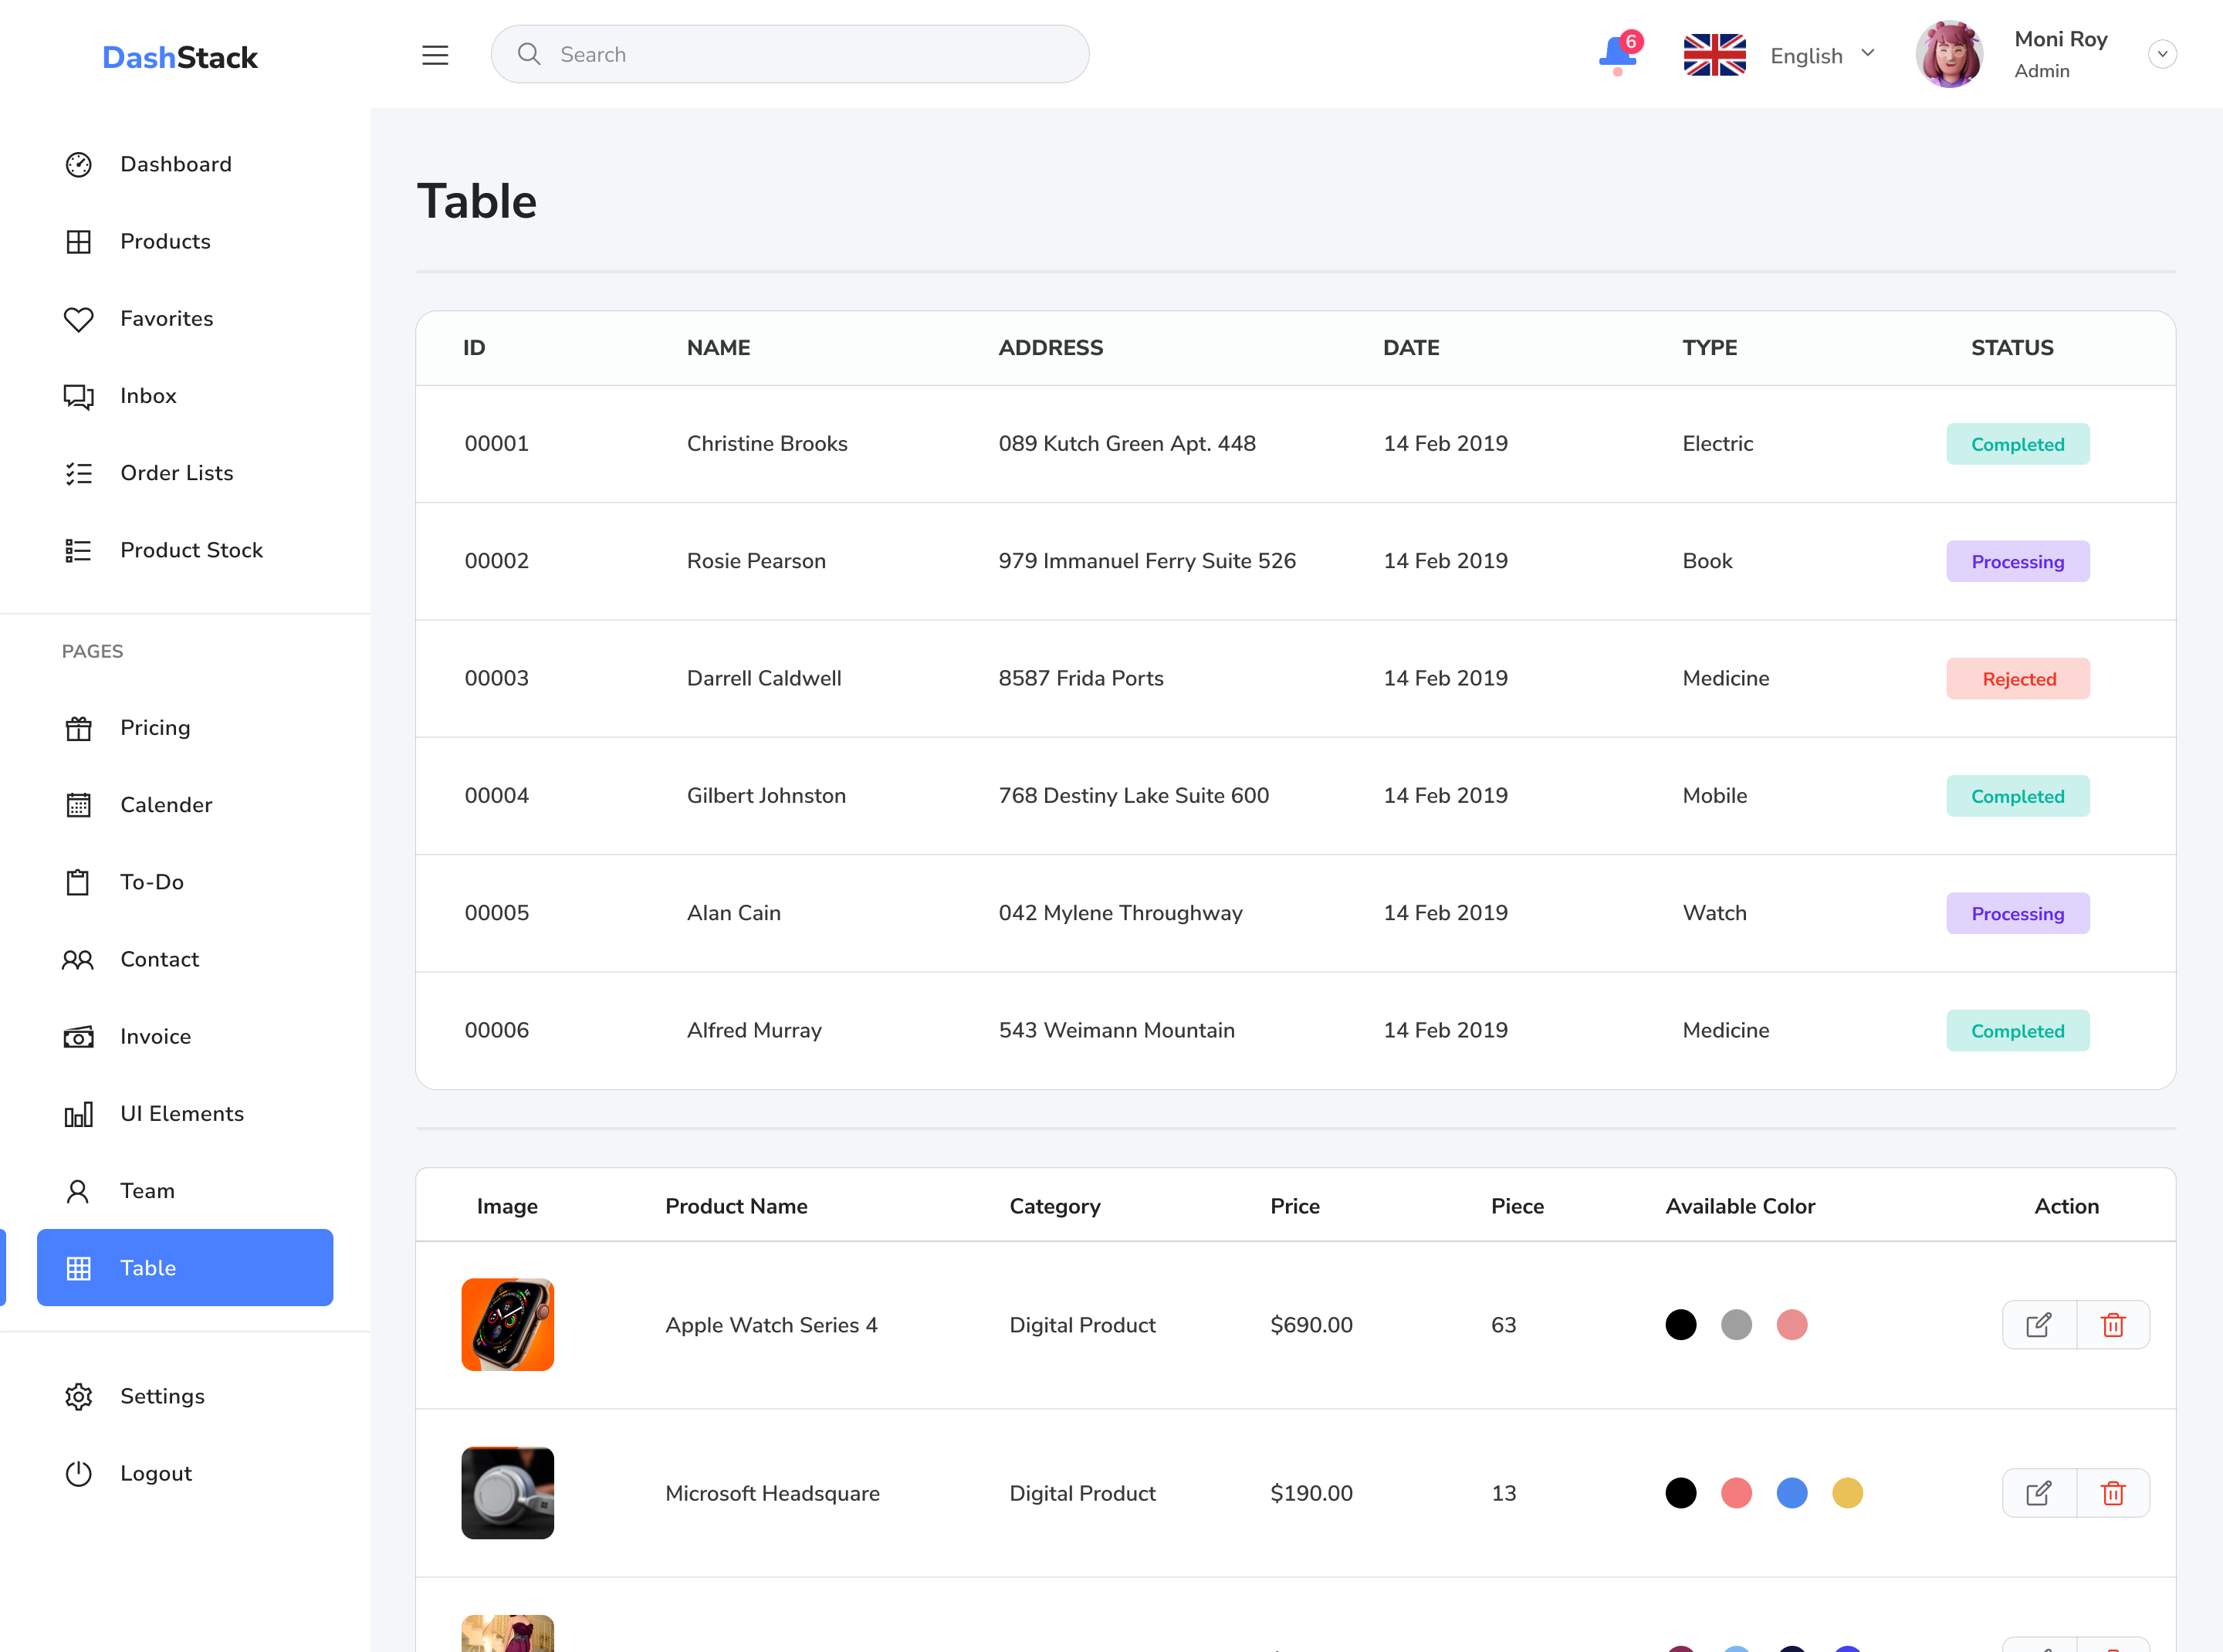 DashStack
Search
6
English
Moni Roy
Admin
Dashboard
Products
Favorites
Inbox
Order Lists
Product Stock
PAGES
Pricing
Calender
To-Do
Contact
Invoice
UI Elements
Team
Table
Settings
Logout
Table
ID NAME ADDRESS DATE TYPE STATUS
00001 Christine Brooks 089 Kutch Green Apt. 448 14 Feb 2019 Electric Completed
00002 Rosie Pearson 979 Immanuel Ferry Suite 526 14 Feb 2019 Book Processing
00003 Darrell Caldwell 8587 Frida Ports 14 Feb 2019 Medicine Rejected
00004 Gilbert Johnston 768 Destiny Lake Suite 600 14 Feb 2019 Mobile Completed
00005 Alan Cain 042 Mylene Throughway 14 Feb 2019 Watch Processing
00006 Alfred Murray 543 Weimann Mountain 14 Feb 2019 Medicine Completed
Image Product Name Category Price Piece Available Color Action
Apple Watch Series 4 Digital Product $690.00 63
Microsoft Headsquare Digital Product $190.00 13